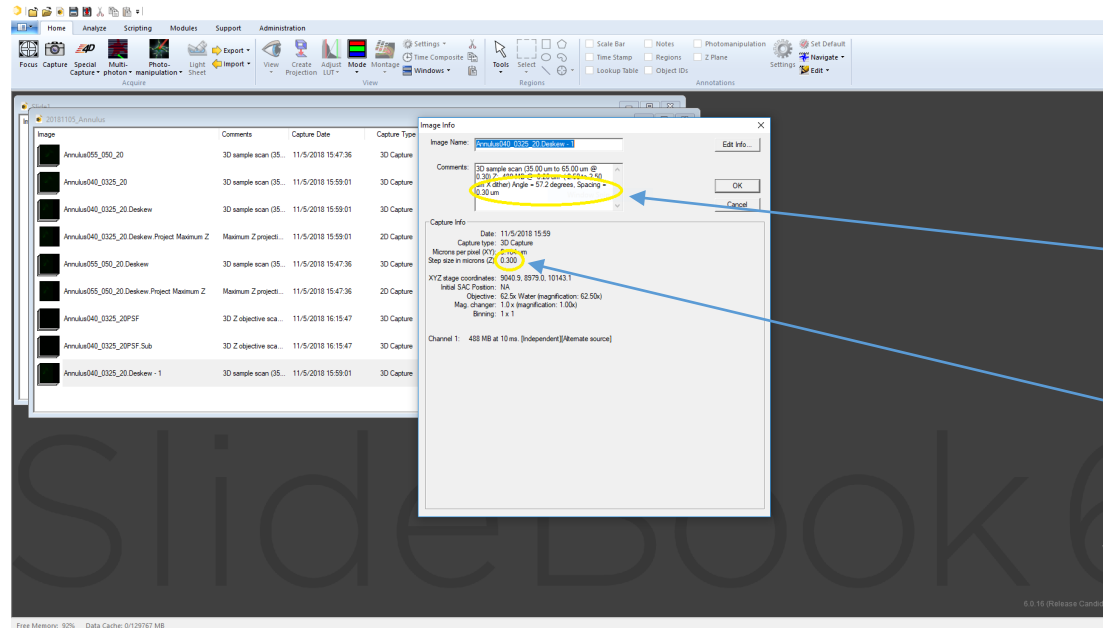 Home Analyze Scripting Modules Support Administration
Focus Capture Special Capture Multi-photon Photo-manipulation Light Sheet
Export
Import
View Create Projection Adjust LUT Mode Montage
Settings
Time Composite
Windows
Tools Select
Scale Bar Notes Photomanipulation
Time Stamp Regions Z Plane
Lookup Table Object IDs
Settings
Set Default
Navigate
Edit
Acquire View Regions Annotations
Slide1
20181105_Annulus
Image Comments Capture Date Capture Type
Annulus055_050_20 3D sample scan (35... 11/5/2018 15:47:36 3D Capture
Annulus040_0325_20 3D sample scan (35... 11/5/2018 15:59:01 3D Capture
Annulus040_0325_20.Deskew 3D sample scan (35... 11/5/2018 15:59:01 3D Capture
Annulus040_0325_20.Deskew.Project Maximum Z Maximum Z projecti... 11/5/2018 15:59:01 2D Capture
Annulus055_050_20.Deskew 3D sample scan (35... 11/5/2018 15:47:36 3D Capture
Annulus055_050_20.Deskew.Project Maximum Z Maximum Z projecti... 11/5/2018 15:47:36 2D Capture
Annulus040_0325_20PSF 3D Z objective sca... 11/5/2018 16:15:47 3D Capture
Annulus040_0325_20PSF.Sub 3D Z objective sca... 11/5/2018 16:15:47 3D Capture
Annulus040_0325_20.Deskew - 1 3D sample scan (35... 11/5/2018 15:59:01 3D Capture
Image Info
Image Name: Annulus040_0325_20.Deskew - 1
Edit Info...
Comments: 3D sample scan (35.00 um to 65.00 um @
um X dither) Angle = 57.2 degrees, Spacing =
0.30 um
OK
Cancel
Capture Info
Date: 11/5/2018 15:59
Capture type: 3D Capture
Microns per pixel (XY):
Step size in microns (Z): 0.300
XYZ stage coordinates: 9040.9, 8979.0, 10143.1
Initial SAC Position: NA
Objective: 62.5x Water (magnification: 62.50x)
Mag. changer: 1.0 x (magnification: 1.00x)
Binning: 1 x 1
Channel 1: 488 MB at 10 ms. [Independent][Alternate source]
SlideBook 6
6.0.16 (Release Candid
Free Memory: 92% Data Cache: 0/129767 MB